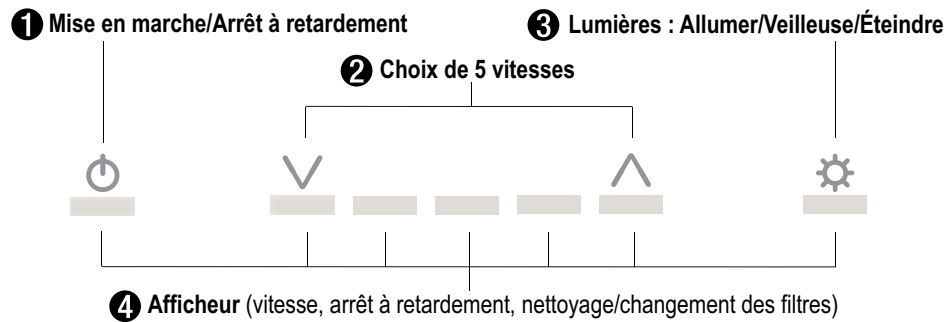 ❶ Mise en marche/Arrêt à retardement
❸ Lumières : Allumer/Veilleuse/Éteindre
❷ Choix de 5 vitesses
❹ Afficheur (vitesse, arrêt à retardement, nettoyage/changement des filtres)